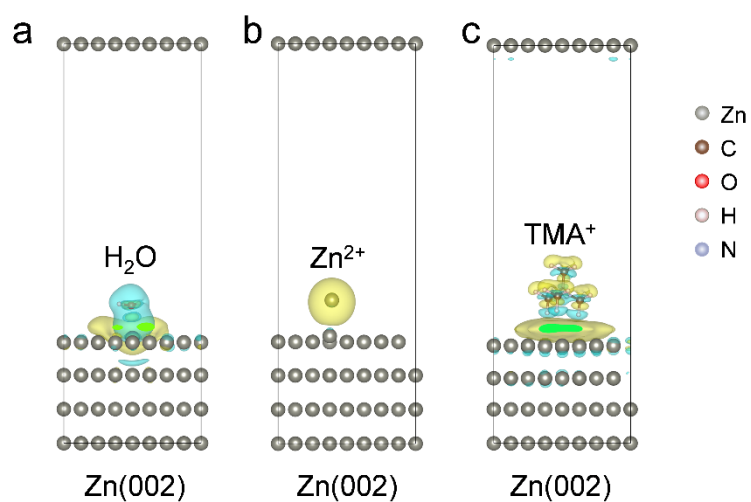 a
b
c
H₂O
Zn²⁺
TMA⁺
Zn
C
O
H
N
Zn(002)
Zn(002)
Zn(002)